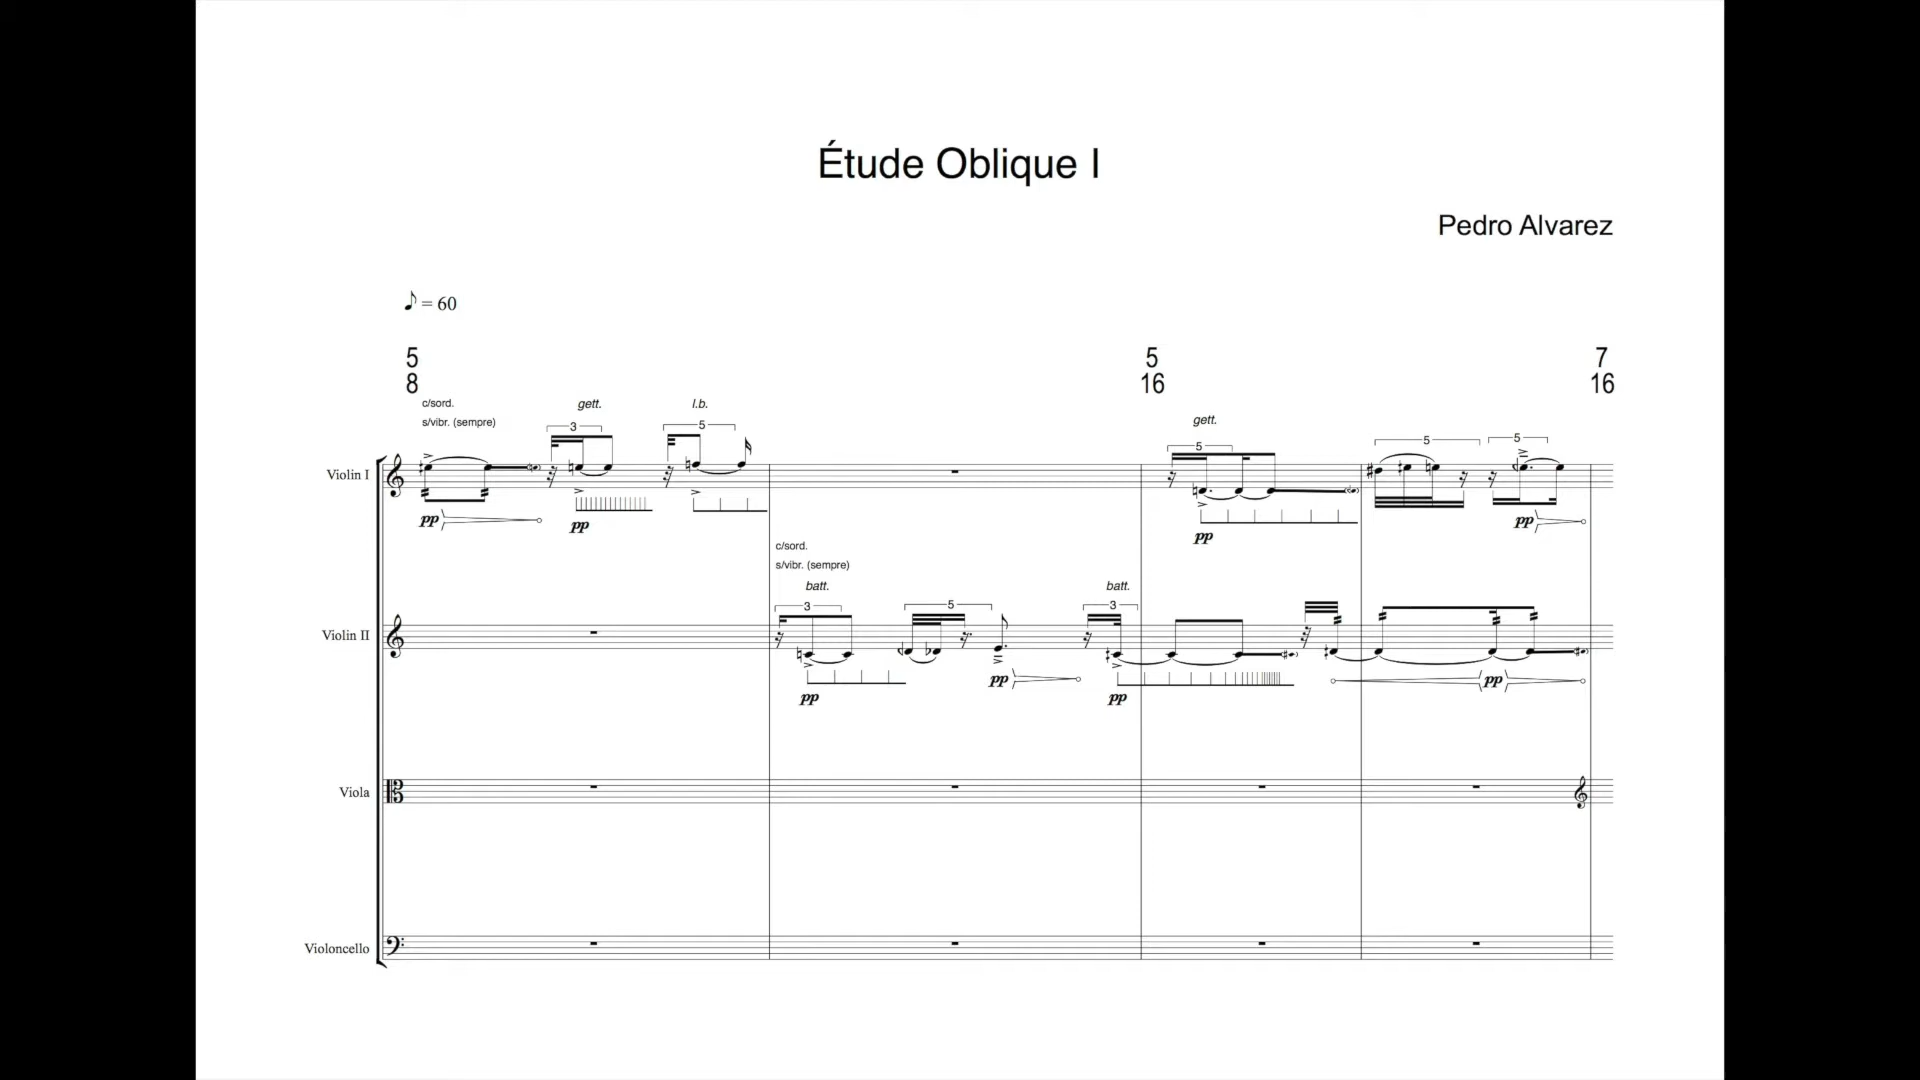 Étude Oblique I
Pedro Alvarez
♪ = 60
5 5 7
8 16 16
c/sord. gett. l.b. gett.
s/vibr. (sempre)
3 5 5 5 5
Violin I
pp pp pp pp
c/sord.
s/vibr. (sempre)
batt. batt.
3 5 3
Violin II
pp pp pp pp
Viola
Violoncello